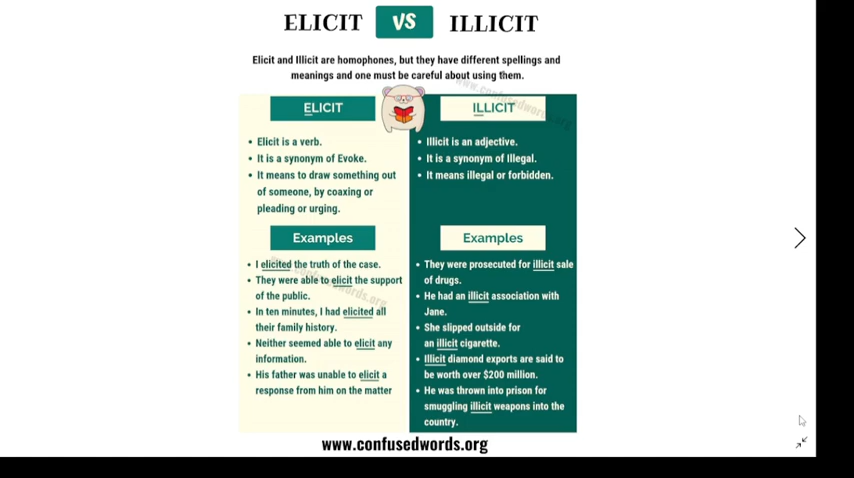 ELICIT VS ILLICIT
Elicit and Illicit are homophones, but they have different spellings and
meanings and one must be careful about using them.
www.confusedwords.org
ELICIT
• Elicit is a verb.
• It is a synonym of Evoke.
• It means to draw something out
of someone, by coaxing or
pleading or urging.
Examples
• I elicited the truth of the case.
• They were able to elicit the support
of the public.
• In ten minutes, I had elicited all
their family history.
• Neither seemed able to elicit any
information.
• His father was unable to elicit a
response from him on the matter
www.confusedwords.org
ILLICIT
• Illicit is an adjective.
• It is a synonym of Illegal.
• It means illegal or forbidden.
Examples
• They were prosecuted for illicit sale
of drugs.
• He had an illicit association with
Jane.
• She slipped outside for
an illicit cigarette.
• Illicit diamond exports are said to
be worth over $200 million.
• He was thrown into prison for
smuggling illicit weapons into the
country.
www.confusedwords.org